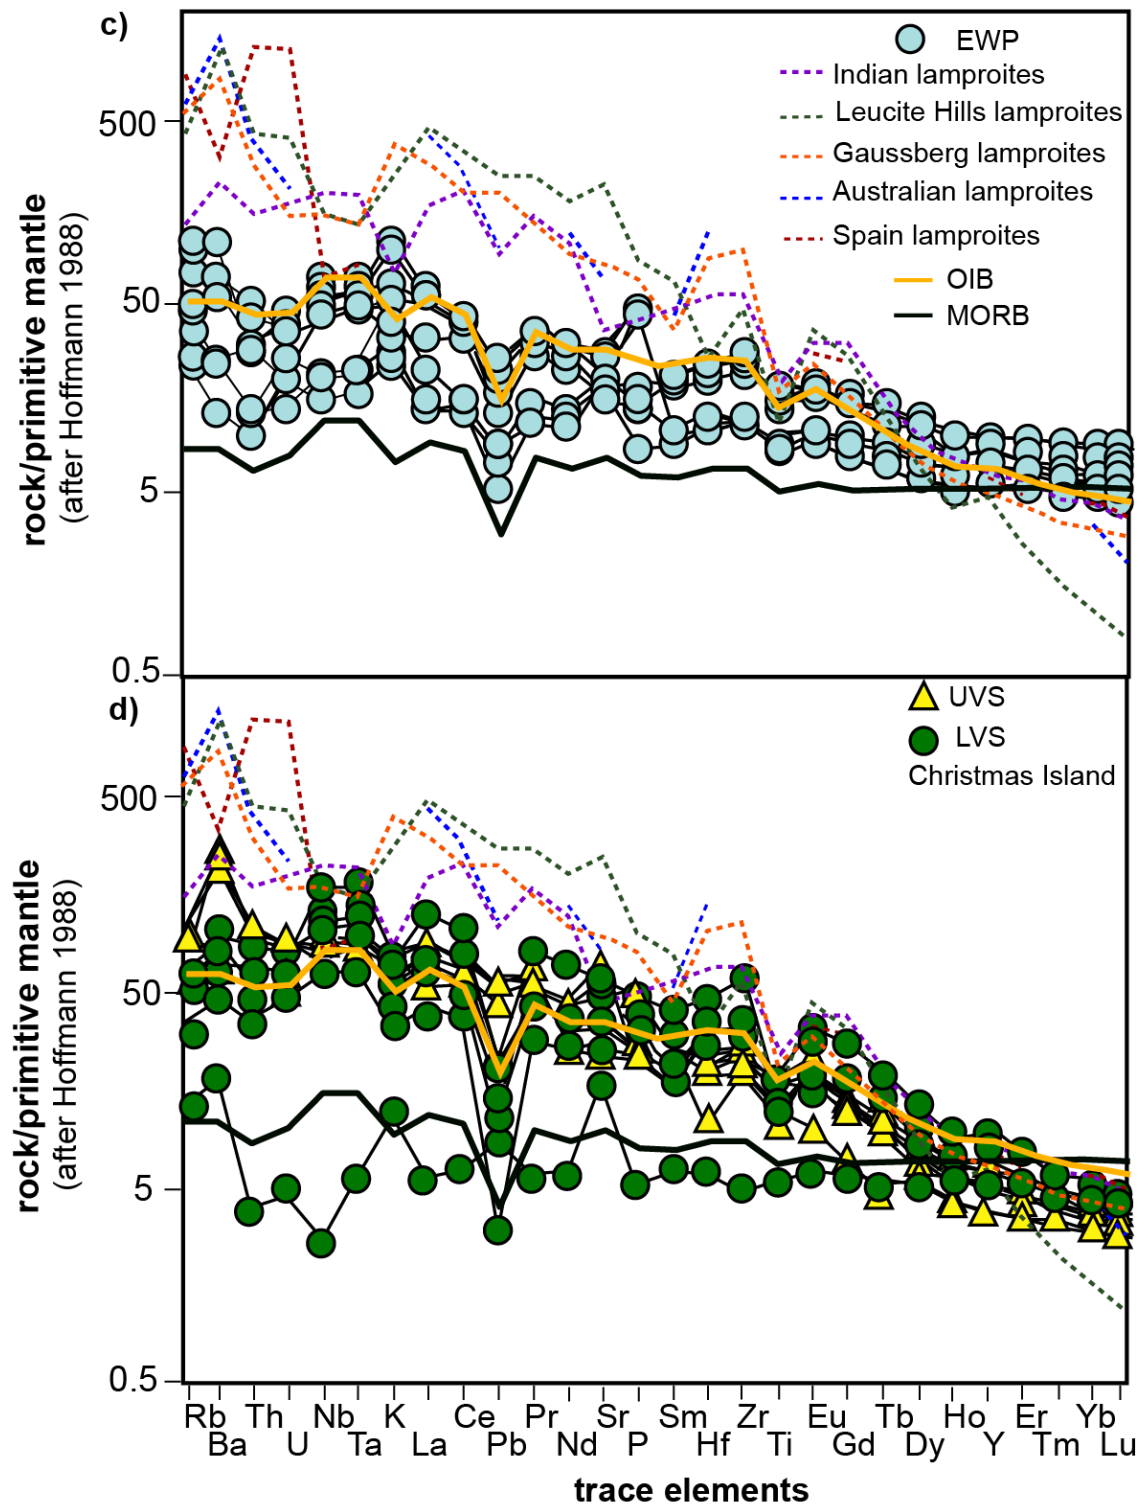 c)
EWP
Indian lamproites
Leucite Hills lamproites
Gaussberg lamproites
Australian lamproites
Spain lamproites
OIB
MORB
500
50
5
0.5
rock/primitive mantle
(after Hoffmann 1988)
d)
UVS
LVS
Christmas Island
500
50
5
0.5
rock/primitive mantle
(after Hoffmann 1988)
Rb Th Nb K Ce Pr Sr Sm Zr Eu Tb Ho Er Yb
Ba U Ta La Pb Nd P Hf Ti Gd Dy Y Tm Lu
trace elements